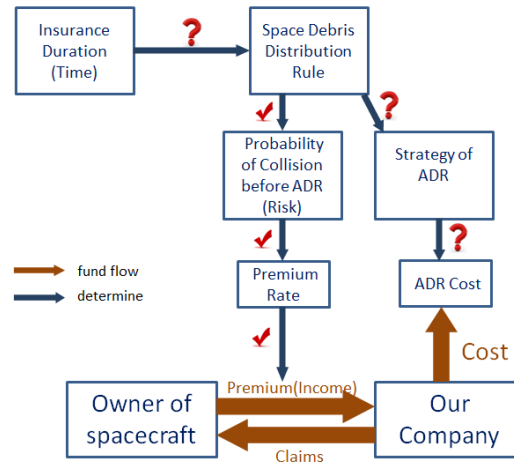 Insurance
Duration
(Time)
?
Space Debris
Distribution
Rule
?
Probability
of Collision
before ADR
(Risk)
Strategy of
ADR
?
Premium
Rate
ADR Cost
fund flow
determine
Premium(Income)
Cost
Owner of
spacecraft
Our
Company
Claims